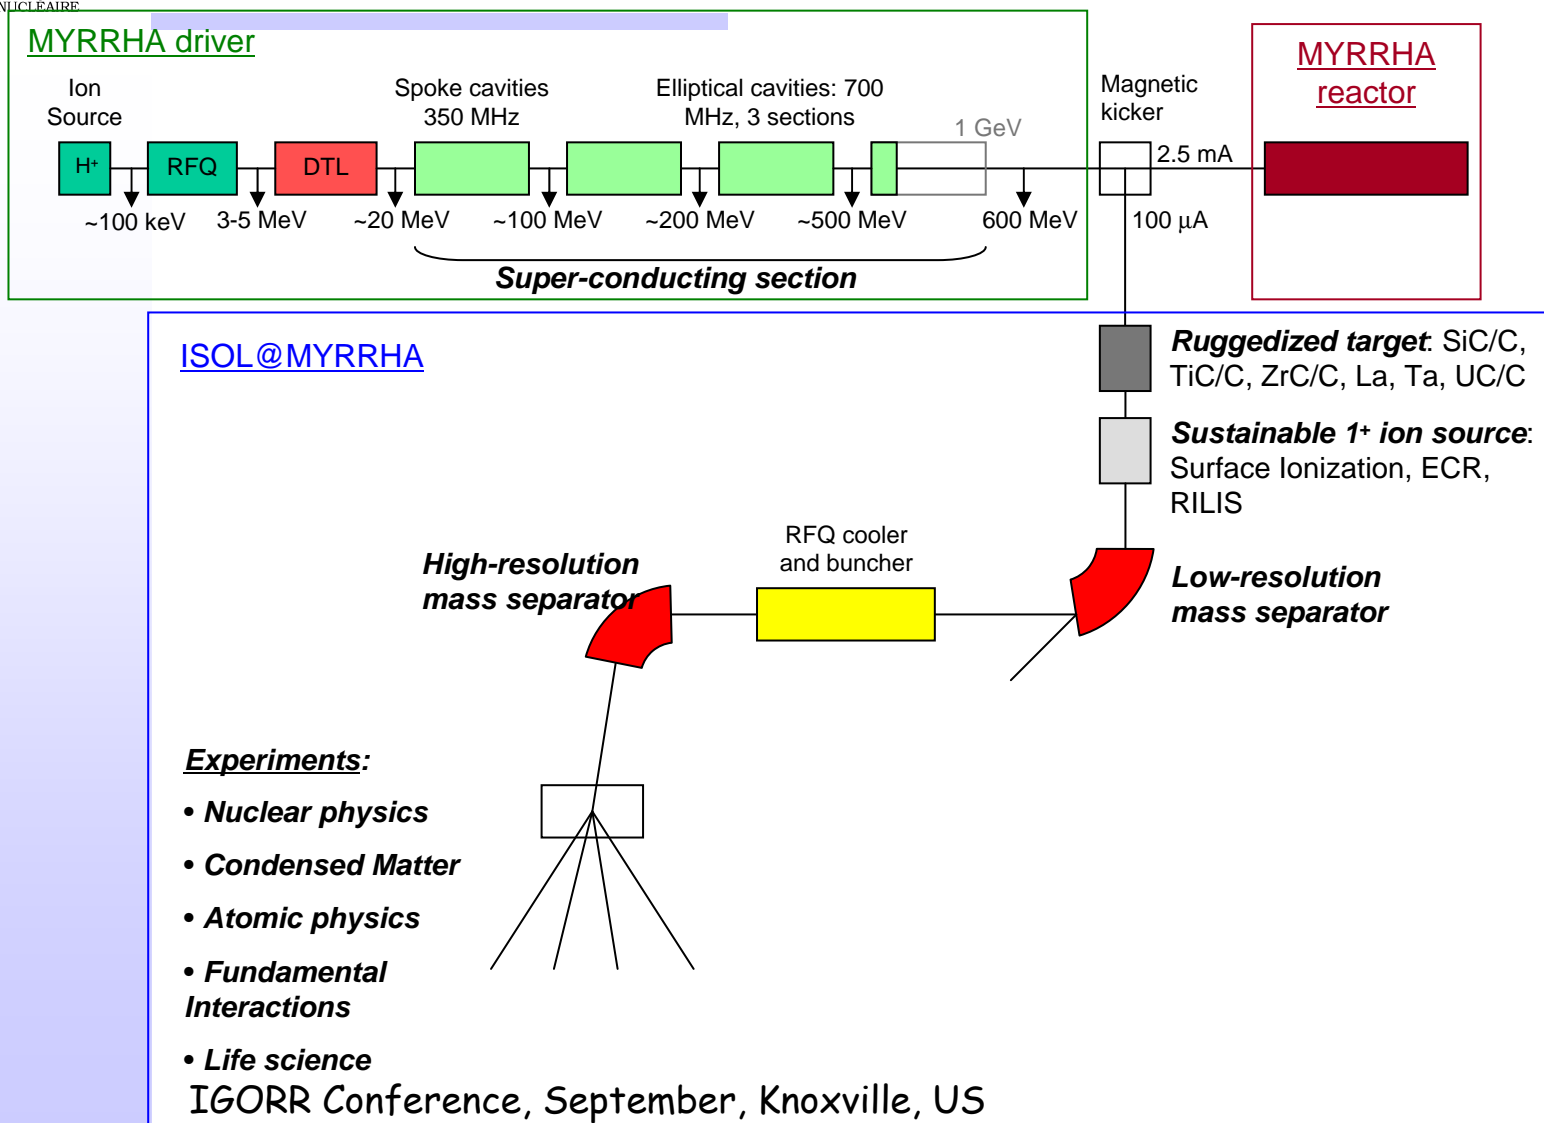 NUCLÉAIRE
MYRRHA driver
Ion
Source
Spoke cavities
350 MHz
Elliptical cavities: 700
MHz, 3 sections
1 GeV
Magnetic
kicker
MYRRHA
reactor
H+
RFQ
DTL
2.5 mA
~100 keV
3-5 MeV
~20 MeV
~100 MeV
~200 MeV
~500 MeV
600 MeV
100 μA
Super-conducting section
ISOL@MYRRHA
Ruggedized target: SiC/C,
TiC/C, ZrC/C, La, Ta, UC/C
Sustainable 1+ ion source:
Surface Ionization, ECR,
RILIS
RFQ cooler
and buncher
High-resolution
mass separator
Low-resolution
mass separator
Experiments:
• Nuclear physics
• Condensed Matter
• Atomic physics
• Fundamental
Interactions
• Life science
IGORR Conference, September, Knoxville, US